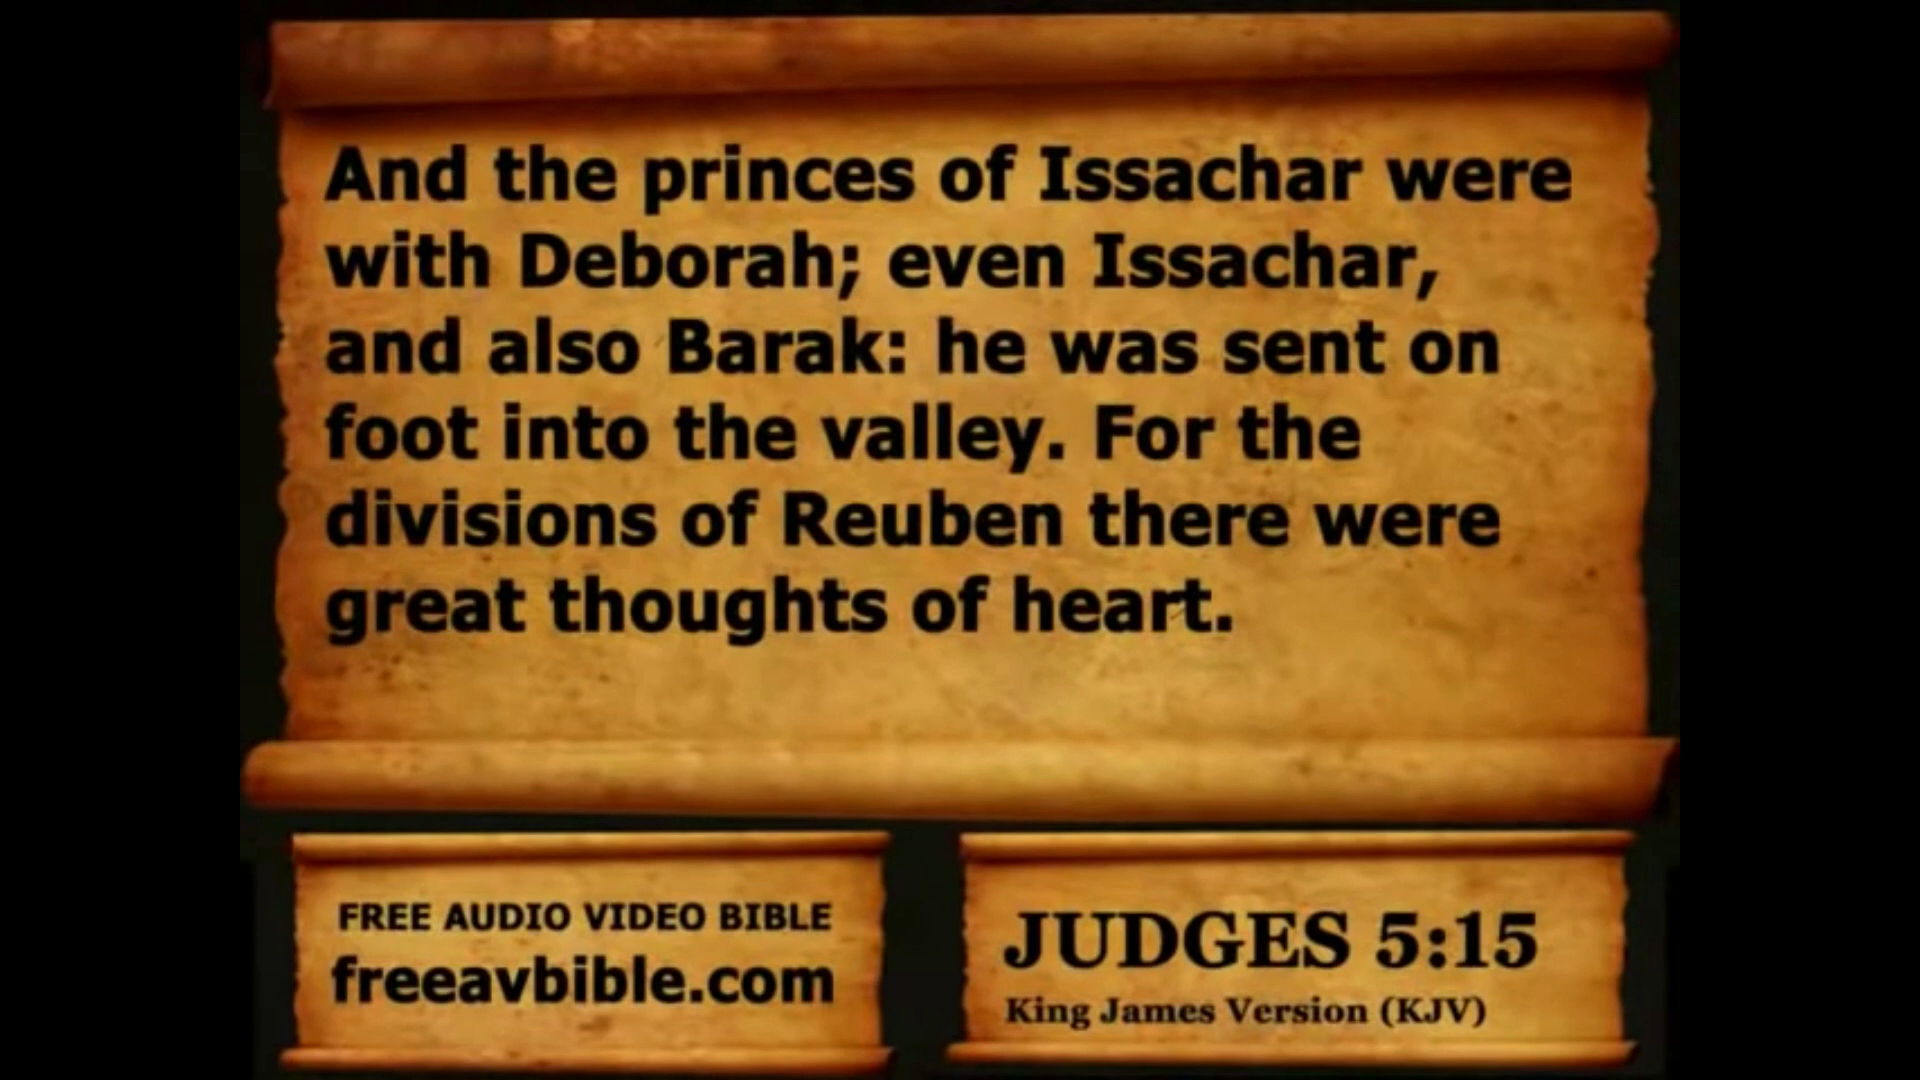 And the princes of Issachar were
with Deborah; even Issachar,
and also Barak: he was sent on
foot into the valley. For the
divisions of Reuben there were
great thoughts of heart.
FREE AUDIO VIDEO BIBLE
freeavbible.com
JUDGES 5:15
King James Version (KJV)